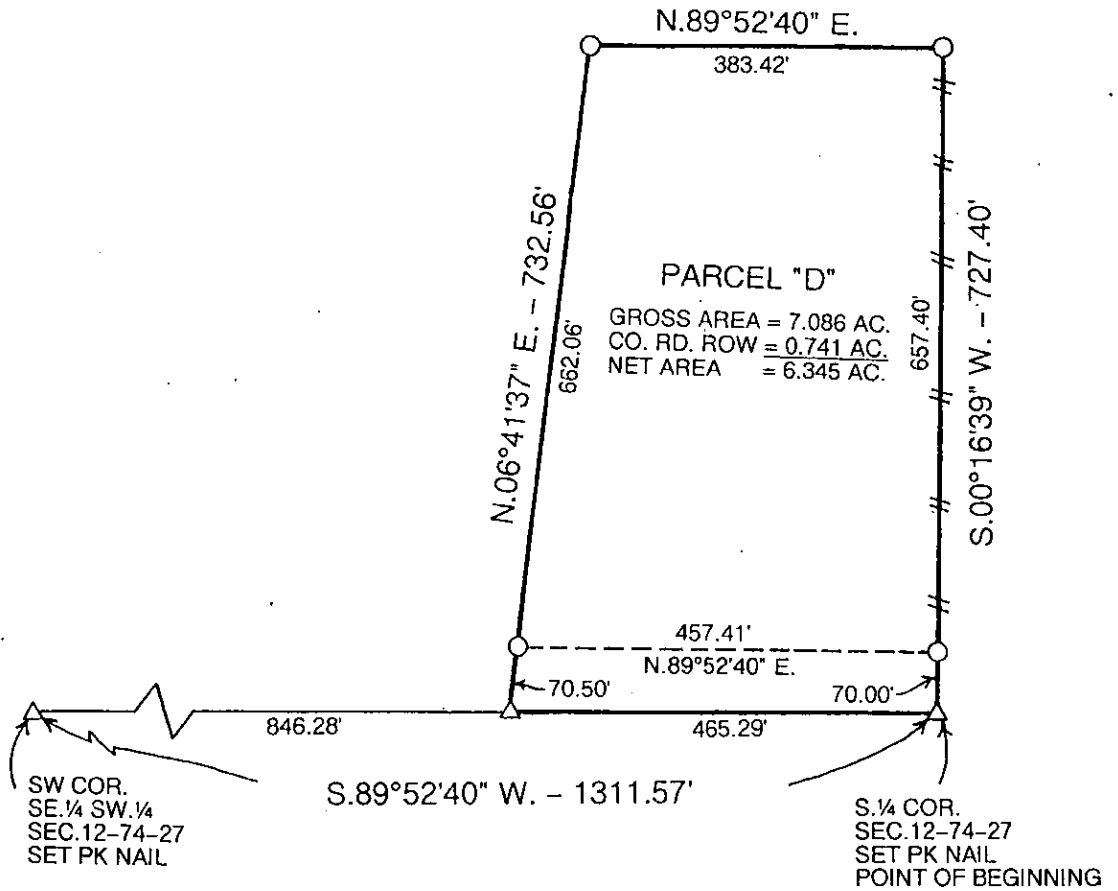 N.89°52'40" E.
383.42'
N.06°41'37" E. – 732.56'
662.06'
PARCEL "D"
GROSS AREA = 7.086 AC.
CO. RD. ROW = 0.741 AC.
NET AREA = 6.345 AC.
657.40'
S.00°16'39" W. – 727.40'
457.41'
N.89°52'40" E.
70.50'
70.00'
846.28'
465.29'
S.89°52'40" W. – 1311.57'
SW COR.
SE.¼ SW.¼
SEC.12–74–27
SET PK NAIL
S.¼ COR.
SEC.12–74–27
SET PK NAIL
POINT OF BEGINNING